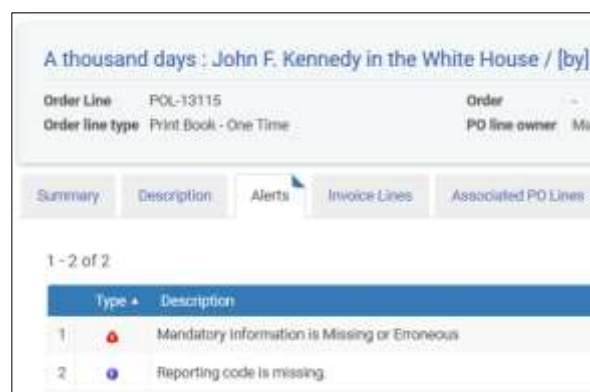 A thousand days : John F. Kennedy in the White House / [by]
Order Line POL-13115 Order -
Order line type Print Book - One Time PO line owner
Summary Description Alerts Invoice Lines Associated PO Lines
1 - 2 of 2
Type Description
1 Mandatory Information is Missing or Erroneous
2 Reporting code is missing.